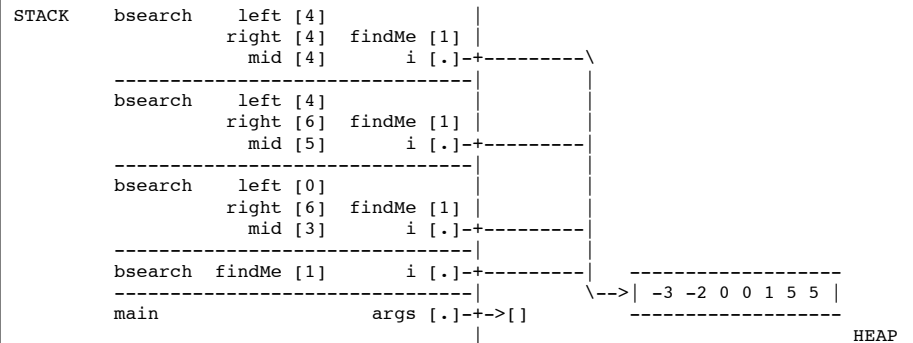 STACK bsearch left [4]
right [4] findMe [1]
mid [4] i [.]
bsearch left [4]
right [6] findMe [1]
mid [5] i [.]
bsearch left [0]
right [6] findMe [1]
mid [3] i [.]
bsearch findMe [1] i [.]
-3 -2 0 0 1 5 5
main args [.]-+->[]
HEAP